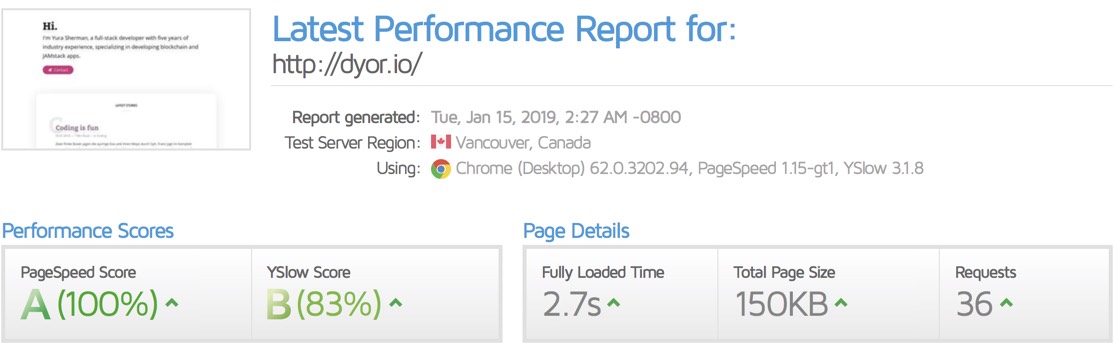 Hi.
I'm Yura Sherman, a full-stack developer with five years of
industry experience, specializing in developing blockchain and
JAMstack apps.
Contact
LATEST STORIES
Coding is fun
Latest Performance Report for:
http://dyor.io/
Report generated: Tue, Jan 15, 2019, 2:27 AM -0800
Test Server Region: Vancouver, Canada
Using: Chrome (Desktop) 62.0.3202.94, PageSpeed 1.15-gt1, YSlow 3.1.8
Performance Scores
PageSpeed Score
A (100%)
YSlow Score
B (83%)
Page Details
Fully Loaded Time
2.7s
Total Page Size
150KB
Requests
36